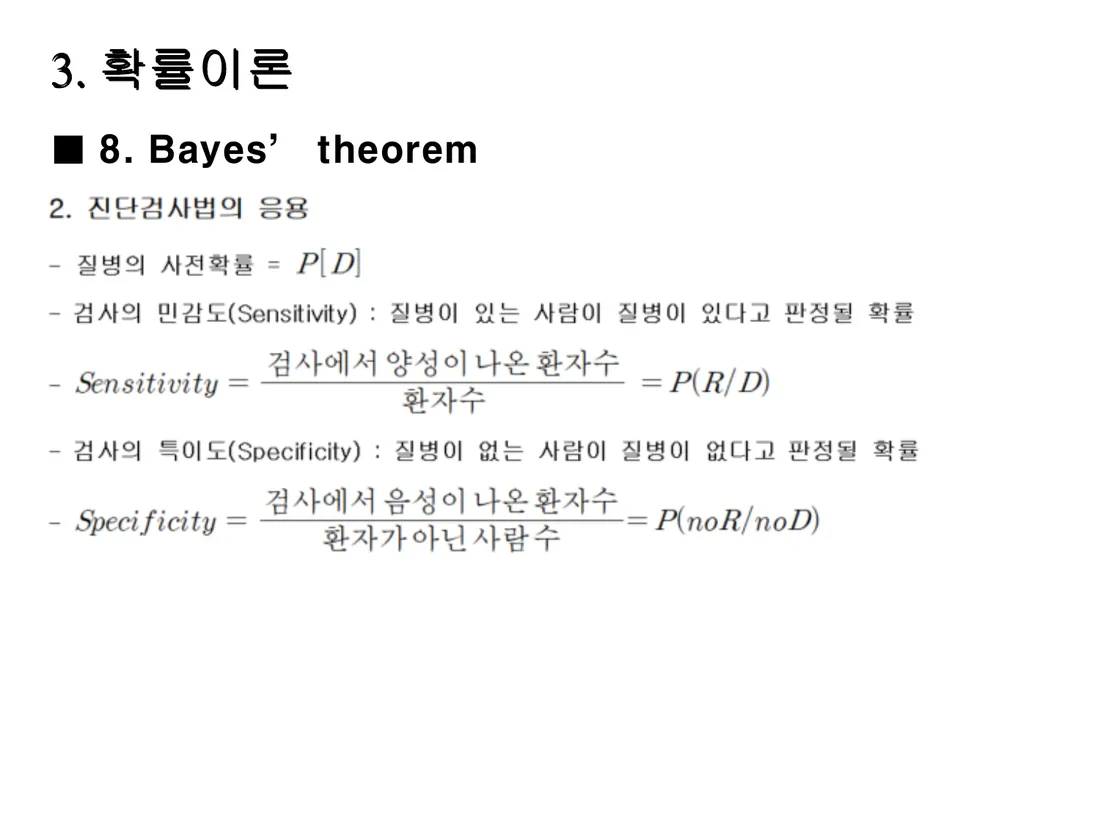 3. 확률이론
■ 8. Bayes’ theorem
2. 진단검사법의 응용
- 질병의 사전확률 = P[D]
- 검사의 민감도(Sensitivity) : 질병이 있는 사람이 질병이 있다고 판정될 확률
- Sensitivity = 검사에서 양성이 나온 환자수 / 환자수 = P(R/D)
- 검사의 특이도(Specificity) : 질병이 없는 사람이 질병이 없다고 판정될 확률
- Specificity = 검사에서 음성이 나온 환자수 / 환자가 아닌 사람 수 = P(noR/noD)